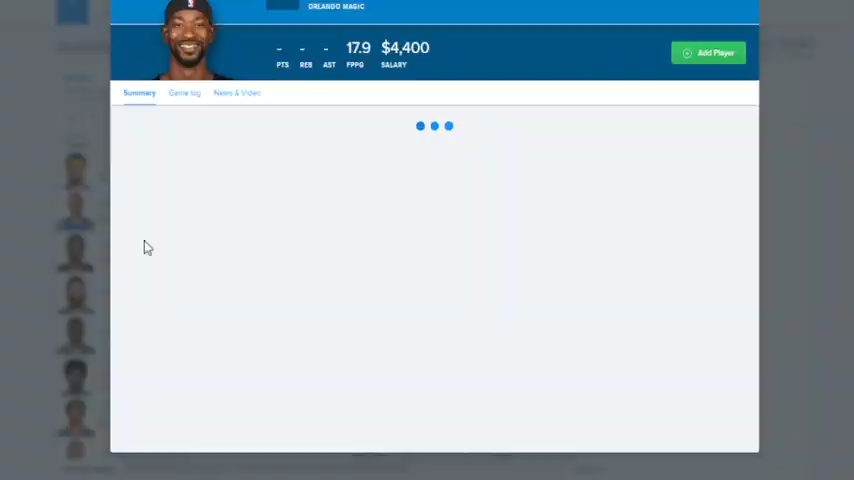 ORLANDO MAGIC
- - - 17.9 $4,400
PTS REB AST FPPG SALARY
Add Player
Summary Game log News & Video